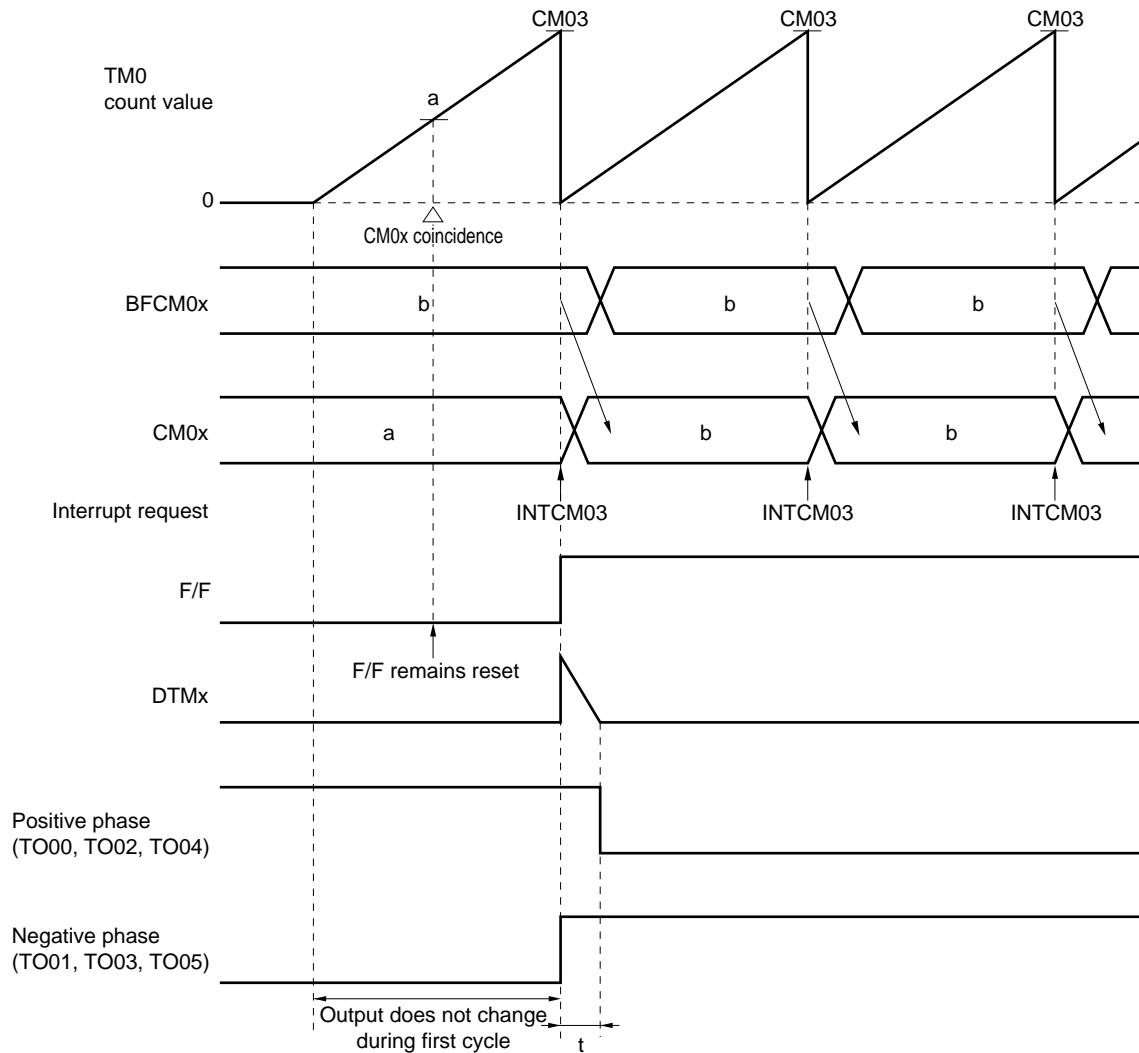 CM03 CM03 CM03
TM0
count value
a
0
CM0x coincidence
BFCM0x b b b
CM0x a b b
Interrupt request INTCM03 INTCM03 INTCM03
F/F
F/F remains reset
DTMx
Positive phase
(TO00, TO02, TO04)
Negative phase
(TO01, TO03, TO05)
Output does not change
during first cycle
t